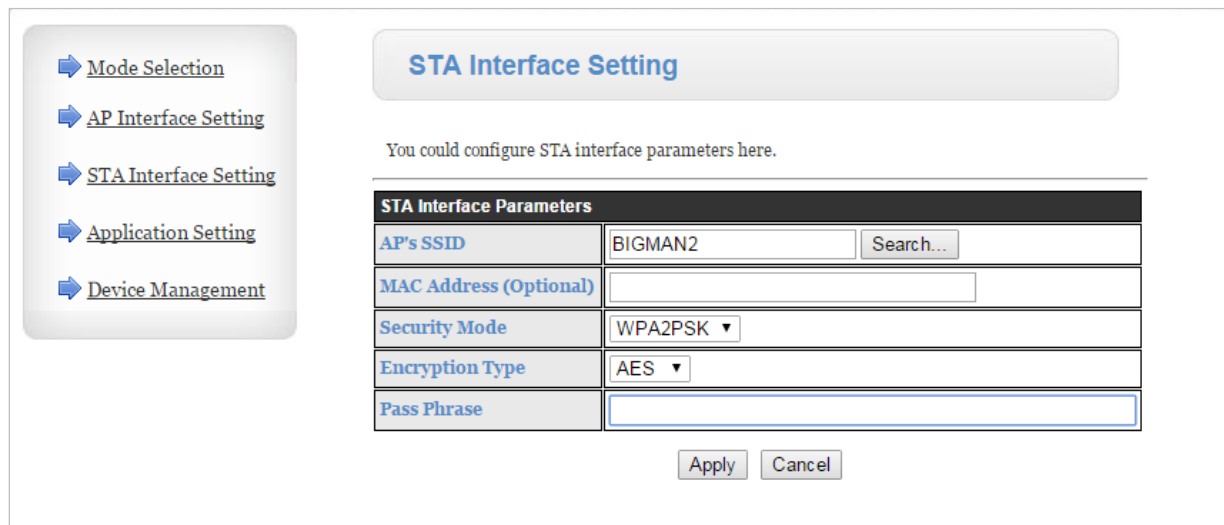 Mode Selection
AP Interface Setting
STA Interface Setting
Application Setting
Device Management
STA Interface Setting
You could configure STA interface parameters here.
STA Interface Parameters
AP's SSID BIGMAN2 Search...
MAC Address (Optional)
Security Mode WPA2PSK
Encryption Type AES
Pass Phrase
Apply Cancel